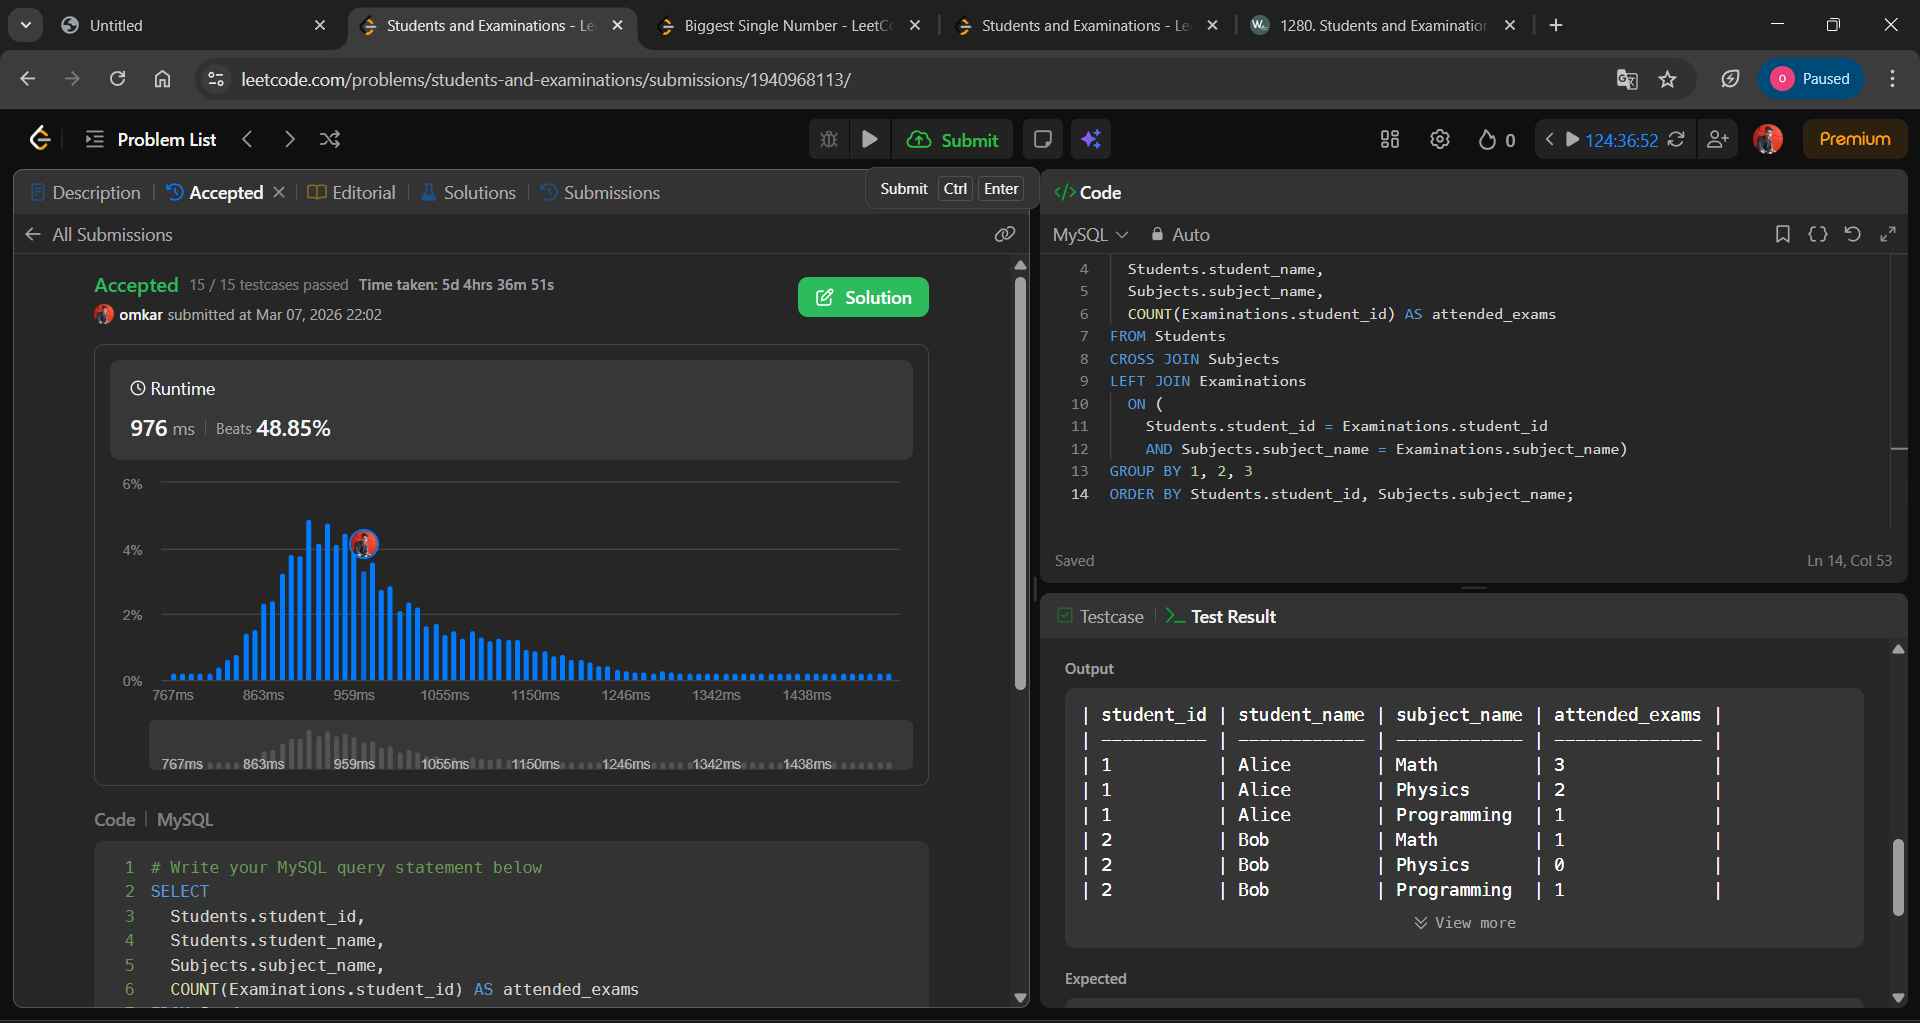 Untitled
Students and Examinations - Le
Biggest Single Number - LeetC
Students and Examinations - Le
1280. Students and Examination
leetcode.com/problems/students-and-examinations/submissions/1940968113/
O Paused
Problem List
Submit
0
124:36:52
Premium
Description
Accepted
Editorial
Solutions
Submissions
Submit Ctrl Enter
All Submissions
Accepted 15 / 15 testcases passed Time taken: 5d 4hrs 36m 51s
omkar submitted at Mar 07, 2026 22:02
Solution
Runtime
976 ms Beats 48.85%
6%
4%
2%
0%
767ms 863ms 959ms 1055ms 1150ms 1246ms 1342ms 1438ms
767ms 863ms 959ms 1055ms 1150ms 1246ms 1342ms 1438ms
Code | MySQL
1 # Write your MySQL query statement below
2 SELECT
3 Students.student_id,
4 Students.student_name,
5 Subjects.subject_name,
6 COUNT(Examinations.student_id) AS attended_exams
</> Code
MySQL Auto
4 Students.student_name,
5 Subjects.subject_name,
6 COUNT(Examinations.student_id) AS attended_exams
7 FROM Students
8 CROSS JOIN Subjects
9 LEFT JOIN Examinations
10 ON (
11 Students.student_id = Examinations.student_id
12 AND Subjects.subject_name = Examinations.subject_name)
13 GROUP BY 1, 2, 3
14 ORDER BY Students.student_id, Subjects.subject_name;
Saved
Ln 14, Col 53
Testcase
Test Result
Output
| student_id | student_name | subject_name | attended_exams |
| ---------- | ------------ | ------------ | -------------- |
| 1 | Alice | Math | 3 |
| 1 | Alice | Physics | 2 |
| 1 | Alice | Programming | 1 |
| 2 | Bob | Math | 1 |
| 2 | Bob | Physics | 0 |
| 2 | Bob | Programming | 1 |
View more
Expected